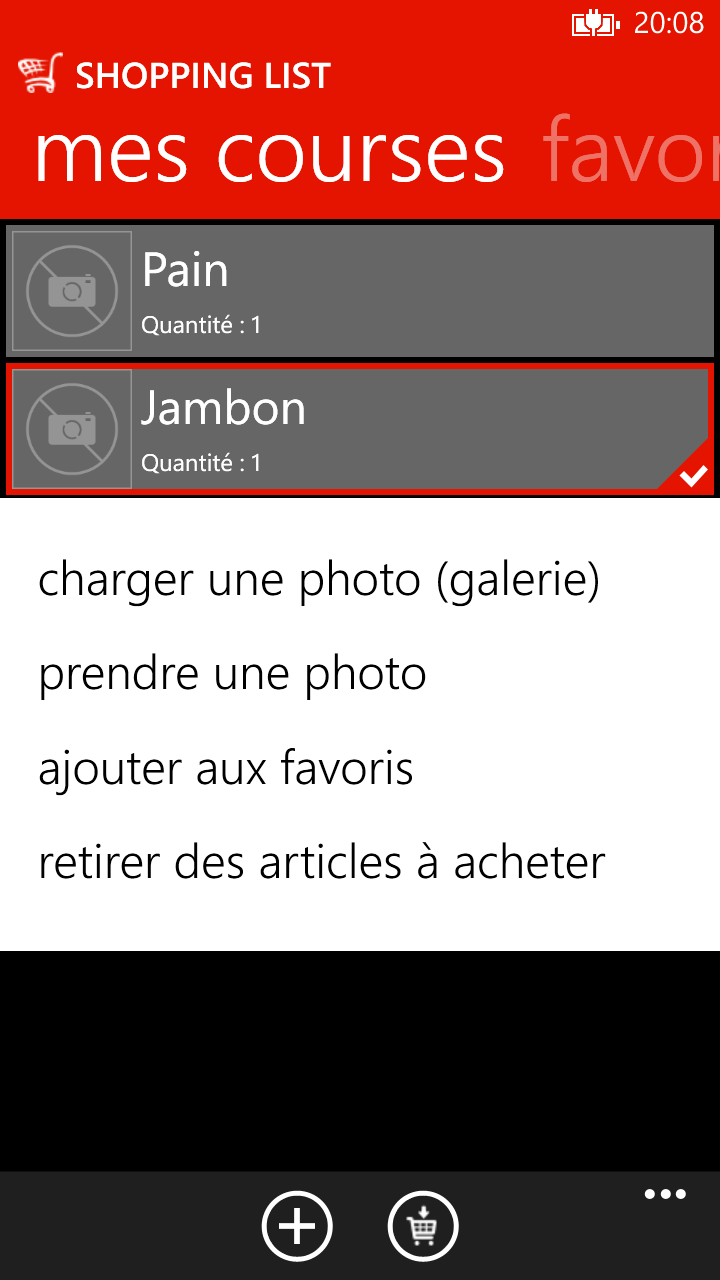 20:08
SHOPPING LIST
mes courses favor
Pain
Quantité : 1
Jambon
Quantité : 1
charger une photo (galerie)
prendre une photo
ajouter aux favoris
retirer des articles à acheter